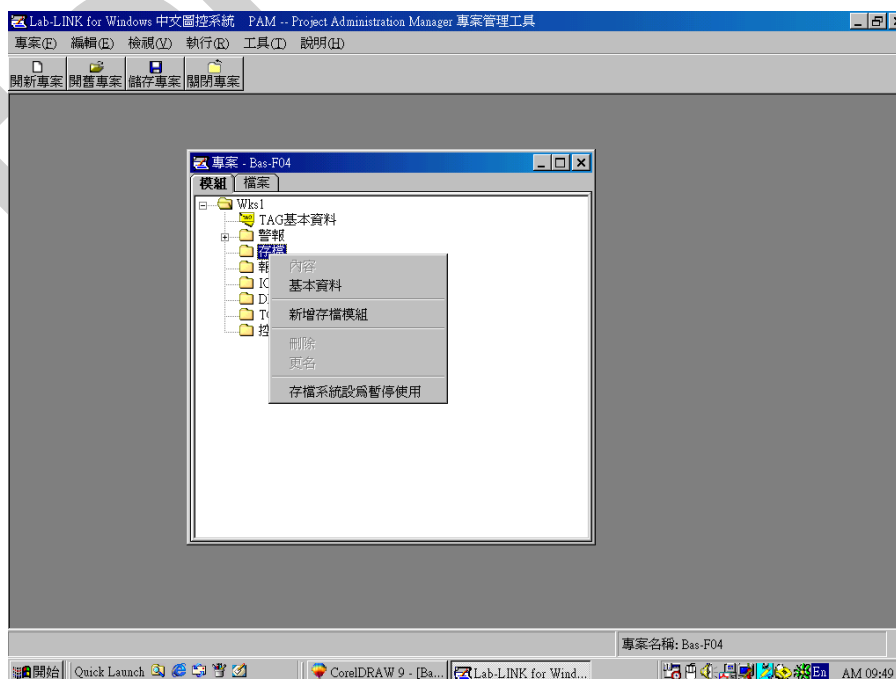 Lab-LINK for Windows 中文圖控系統 PAM -- Project Administration Manager 專案管理工具
專案(F) 編輯(E) 檢視(V) 執行(R) 工具(T) 說明(H)
開新專案 開舊專案 儲存專案 關閉專案
專案 - Bas-F04
模組 檔案
Wks1
TAG基本資料
警報
存檔
內容
基本資料
新增存檔模組
刪除
更名
存檔系統設為暫停使用
專案名稱: Bas-F04
開始 Quick Launch CorelDRAW 9 - [Ba... Lab-LINK for Wind... En AM 09:49